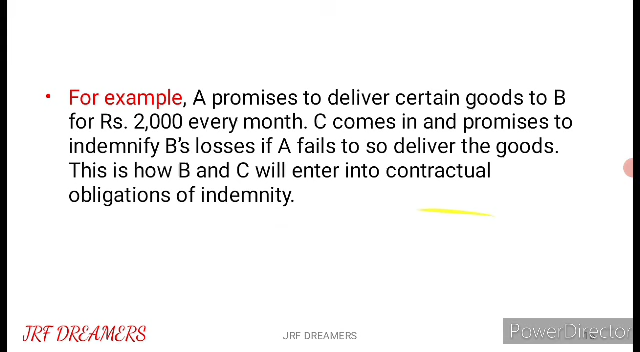 • For example, A promises to deliver certain goods to B
for Rs. 2,000 every month. C comes in and promises to
indemnify B's losses if A fails to so deliver the goods.
This is how B and C will enter into contractual
obligations of indemnity.
JRF DREAMERS
JRF DREAMERS
PowerDirector